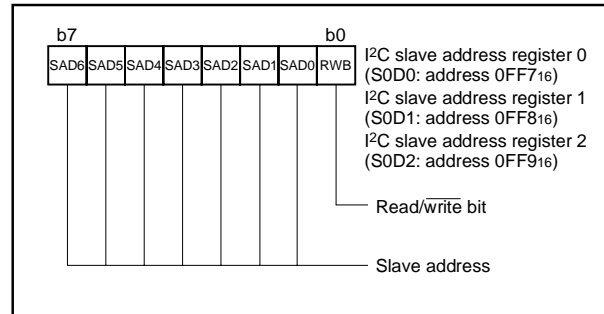 b7 b0
SAD6 SAD5 SAD4 SAD3 SAD2 SAD1 SAD0 RWB
I²C slave address register 0
(S0D0: address 0FF7₁₆)
I²C slave address register 1
(S0D1: address 0FF8₁₆)
I²C slave address register 2
(S0D2: address 0FF9₁₆)
Read/write bit
Slave address